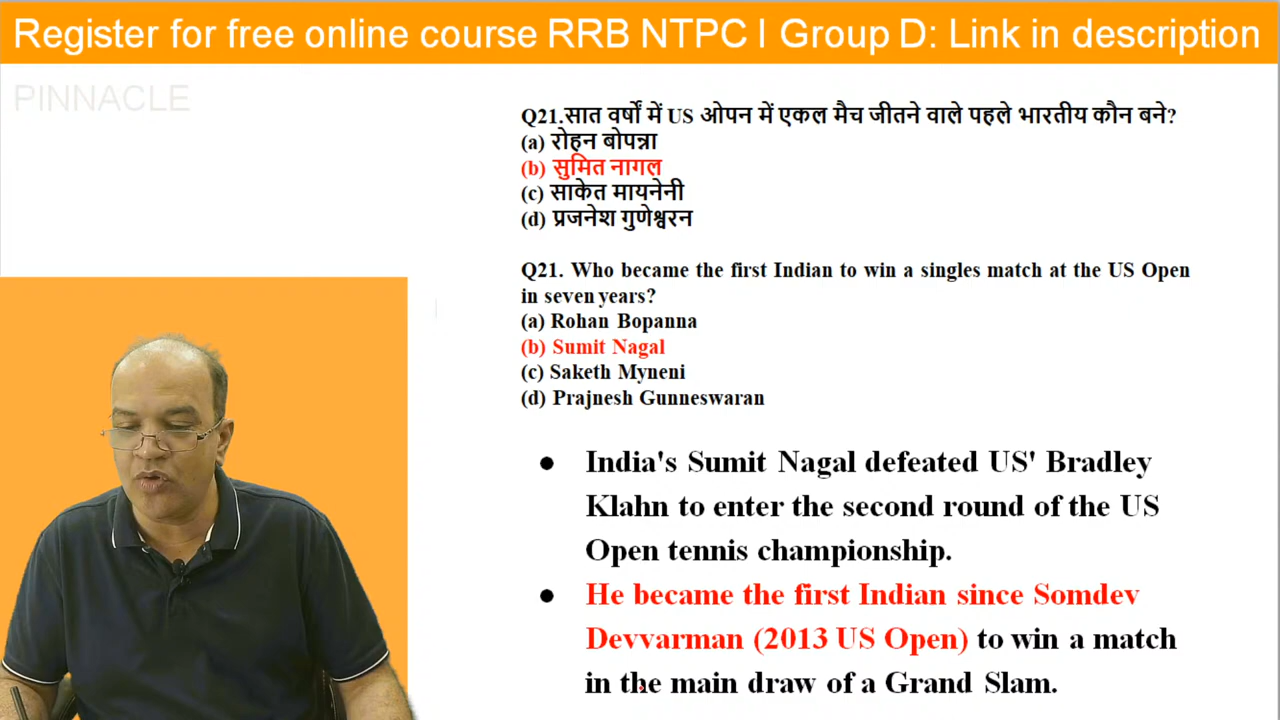 Register for free online course RRB NTPC I Group D: Link in description
PINNACLE
Q21.सात वर्षों में US ओपन में एकल मैच जीतने वाले पहले भारतीय कौन बने?
(a) रोहन बोपन्ना
(b) सुमित नागल
(c) साकेत मायनेनी
(d) प्रजनेश गुणेश्वरन
Q21. Who became the first Indian to win a singles match at the US Open
in seven years?
(a) Rohan Bopanna
(b) Sumit Nagal
(c) Saketh Myneni
(d) Prajnesh Gunneswaran
● India's Sumit Nagal defeated US' Bradley
Klahn to enter the second round of the US
Open tennis championship.
● He became the first Indian since Somdev
Devvarman (2013 US Open) to win a match
in the main draw of a Grand Slam.